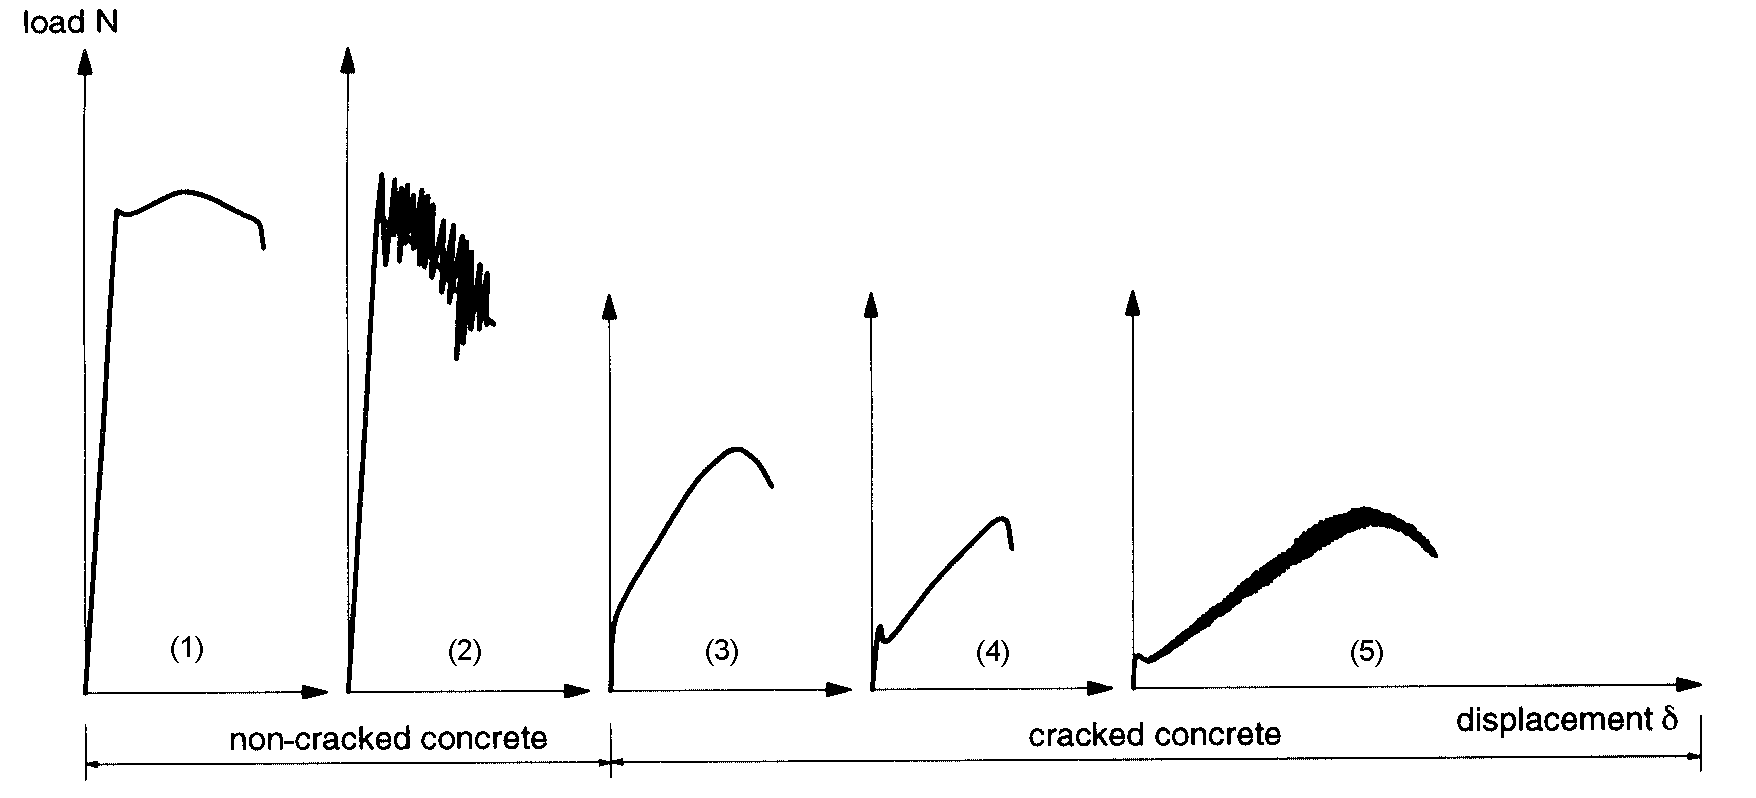 load N
(1)
(2)
(3)
(4)
(5)
displacement δ
non-cracked concrete
cracked concrete